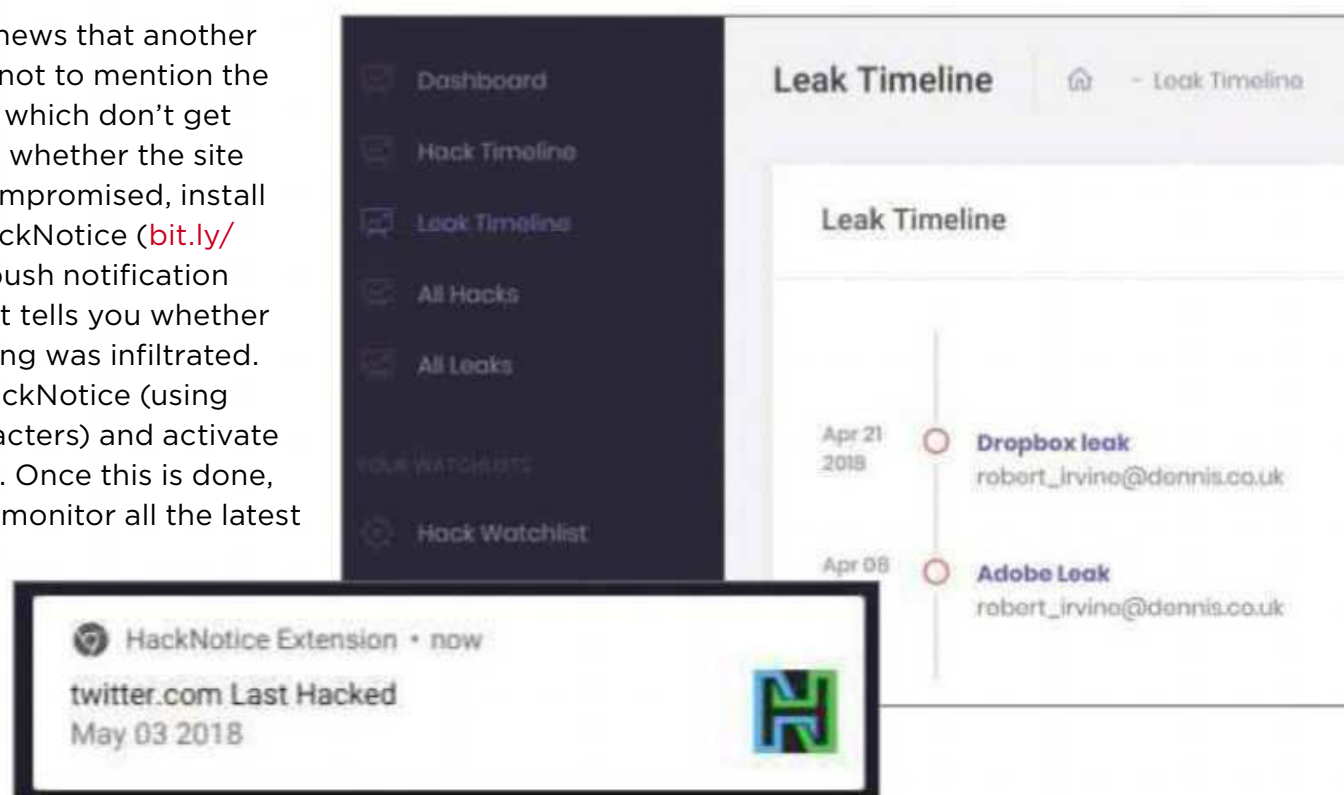 news that another
not to mention the
which don't get
whether the site
mpromised, install
ckNotice (bit.ly/
push notification
t tells you whether
ng was infiltrated.
ackNotice (using
acters) and activate
. Once this is done,
monitor all the latest
Dashboard
Hack Timeline
Leak Timeline
All Hacks
All Leaks
YOUR WATCHLISTS
Hack Watchlist
Leak Timeline
- Leak Timeline
Leak Timeline
Apr 21
2018
Dropbox leak
robert_irvine@dennis.co.uk
Apr 08
Adobe Leak
robert_irvine@dennis.co.uk
HackNotice Extension • now
twitter.com Last Hacked
May 03 2018